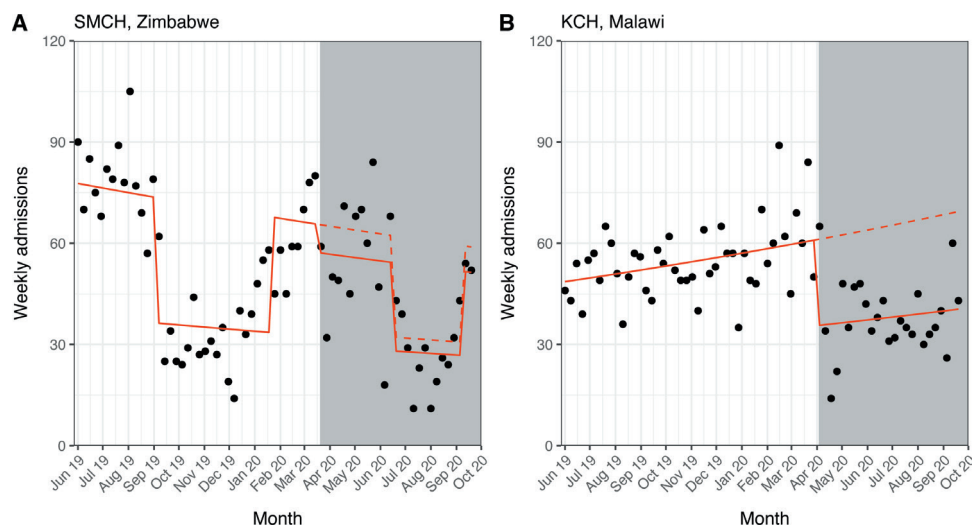 A SMCH, Zimbabwe
120
90
60
30
0
Weekly admissions
Jun 19 Jul 19 Aug 19 Sep 19 Oct 19 Nov 19 Dec 19 Jan 20 Feb 20 Mar 20 Apr 20 May 20 Jun 20 Jul 20 Aug 20 Sep 20 Oct 20
Month
B KCH, Malawi
120
90
60
30
0
Weekly admissions
Jun 19 Jul 19 Aug 19 Sep 19 Oct 19 Nov 19 Dec 19 Jan 20 Feb 20 Mar 20 Apr 20 May 20 Jun 20 Jul 20 Aug 20 Sep 20 Oct 20
Month